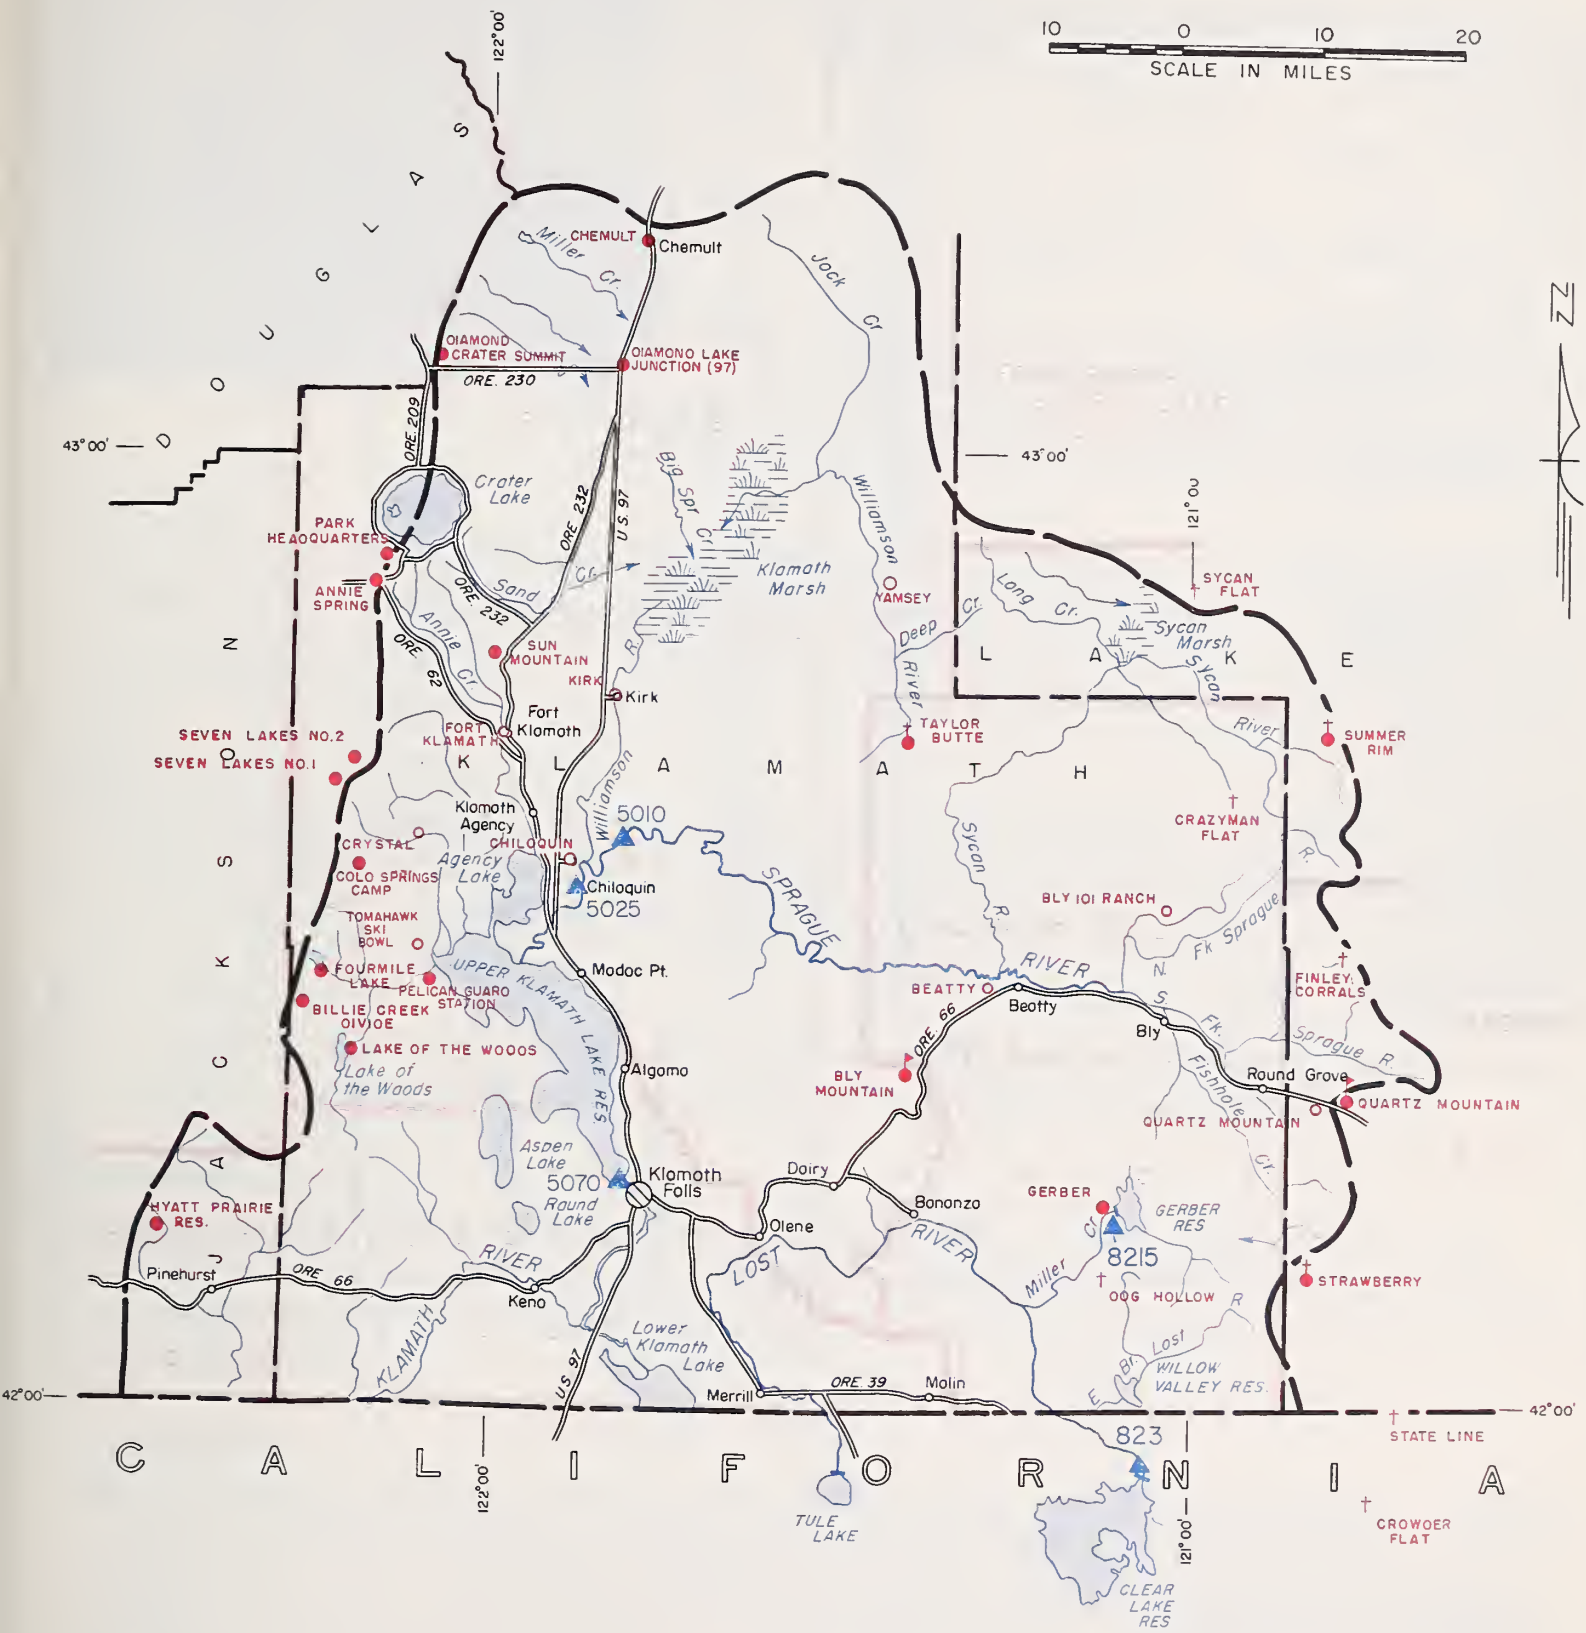 10 0 10 20
SCALE IN MILES
122°00'
DOUGLAS
CHEMULT
Chemult
Miller Cr.
Jack Cr
OIAMOND
CRATER SUMMIT
OIAMONO LAKE
JUNCTION (97)
ORE. 230
ORE. 209
43°00'
43°00'
Crater
Lake
ORE 232
U.S. 97
Big Spr Cr
Williamson
121°00
PARK
HEAOQUARTERS
Klamath
Marsh
ANNIE
SPRING
ORE. 232
Sand Cr.
Annie Cr.
ORE. 62
YAMSEY
Long Cr.
SYCAN
FLAT
Sycan
Marsh
Deep Cr.
River
SUN
MOUNTAIN
R.
KIRK
Kirk
LAKE
Sycan
River
Fort
Klamath
FORT
KLAMATH
TAYLOR
BUTTE
SUMMER
RIM
SEVEN LAKES NO.2
SEVEN LAKES NO.1
KLAMATH
JACKSON
Williamson
Klamath
Agency
5010
CRAZYMAN
FLAT
CRYSTAL
CHILOQUIN
Agency
Lake
COLO SPRINGS
CAMP
Chiloquin
5025
SPRAGUE
Sycan R.
R.
BLY 101 RANCH
N. Fk Sprague
TOMAHAWK
SKI
BOWL
FOURMILE
LAKE
PELICAN GUARO
STATION
UPPER KLAMATH LAKE RES
Modoc Pt.
RIVER
BEATTY
Beatty
FINLEY
CORRALS
BILLIE CREEK
OIVIOE
Bly
S. Fk. Sprague R.
ORE. 66
LAKE OF THE WOOOS
Lake of
the Woods
Algoma
BLY
MOUNTAIN
Fishhole Cr.
Round Grove
QUARTZ MOUNTAIN
QUARTZ MOUNTAIN
Aspen
Lake
5070
Klamath
Falls
Round
Lake
Dairy
Bonanza
GERBER
GERBER
RES
HYATT PRAIRIE
RES.
Olene
LOST
RIVER
8215
Miller Cr
OOG HOLLOW
STRAWBERRY
Pinehurst
ORE 66
RIVER
Keno
KLAMATH
Lower
Klamath
Lake
E. Br. Lost R
WILLOW
VALLEY RES.
42°00'
US 97
Merrill
ORE. 39
Malin
42°00'
STATE LINE
823
CALIFORNIA
122°00'
TULE
LAKE
121°00'
CROWOER
FLAT
CLEAR
LAKE
RES